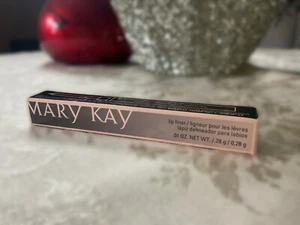 MARY KAY
lip liner / ligneur pour les lèvres
lápiz delineador para labios
.01 OZ. NET WT. / .28 g / 0,28 g